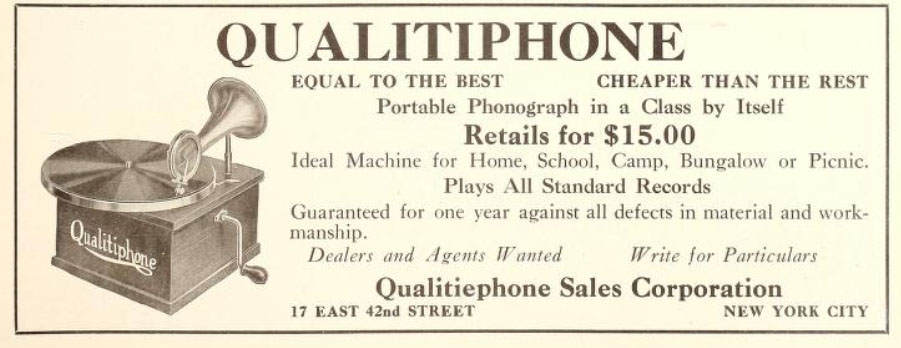 QUALITIPHONE
EQUAL TO THE BEST CHEAPER THAN THE REST
Portable Phonograph in a Class by Itself
Retails for $15.00
Ideal Machine for Home, School, Camp, Bungalow or Picnic.
Plays All Standard Records
Guaranteed for one year against all defects in material and work-
manship.
Dealers and Agents Wanted Write for Particulars
Qualitiephone Sales Corporation
17 EAST 42nd STREET NEW YORK CITY
Qualitiphone